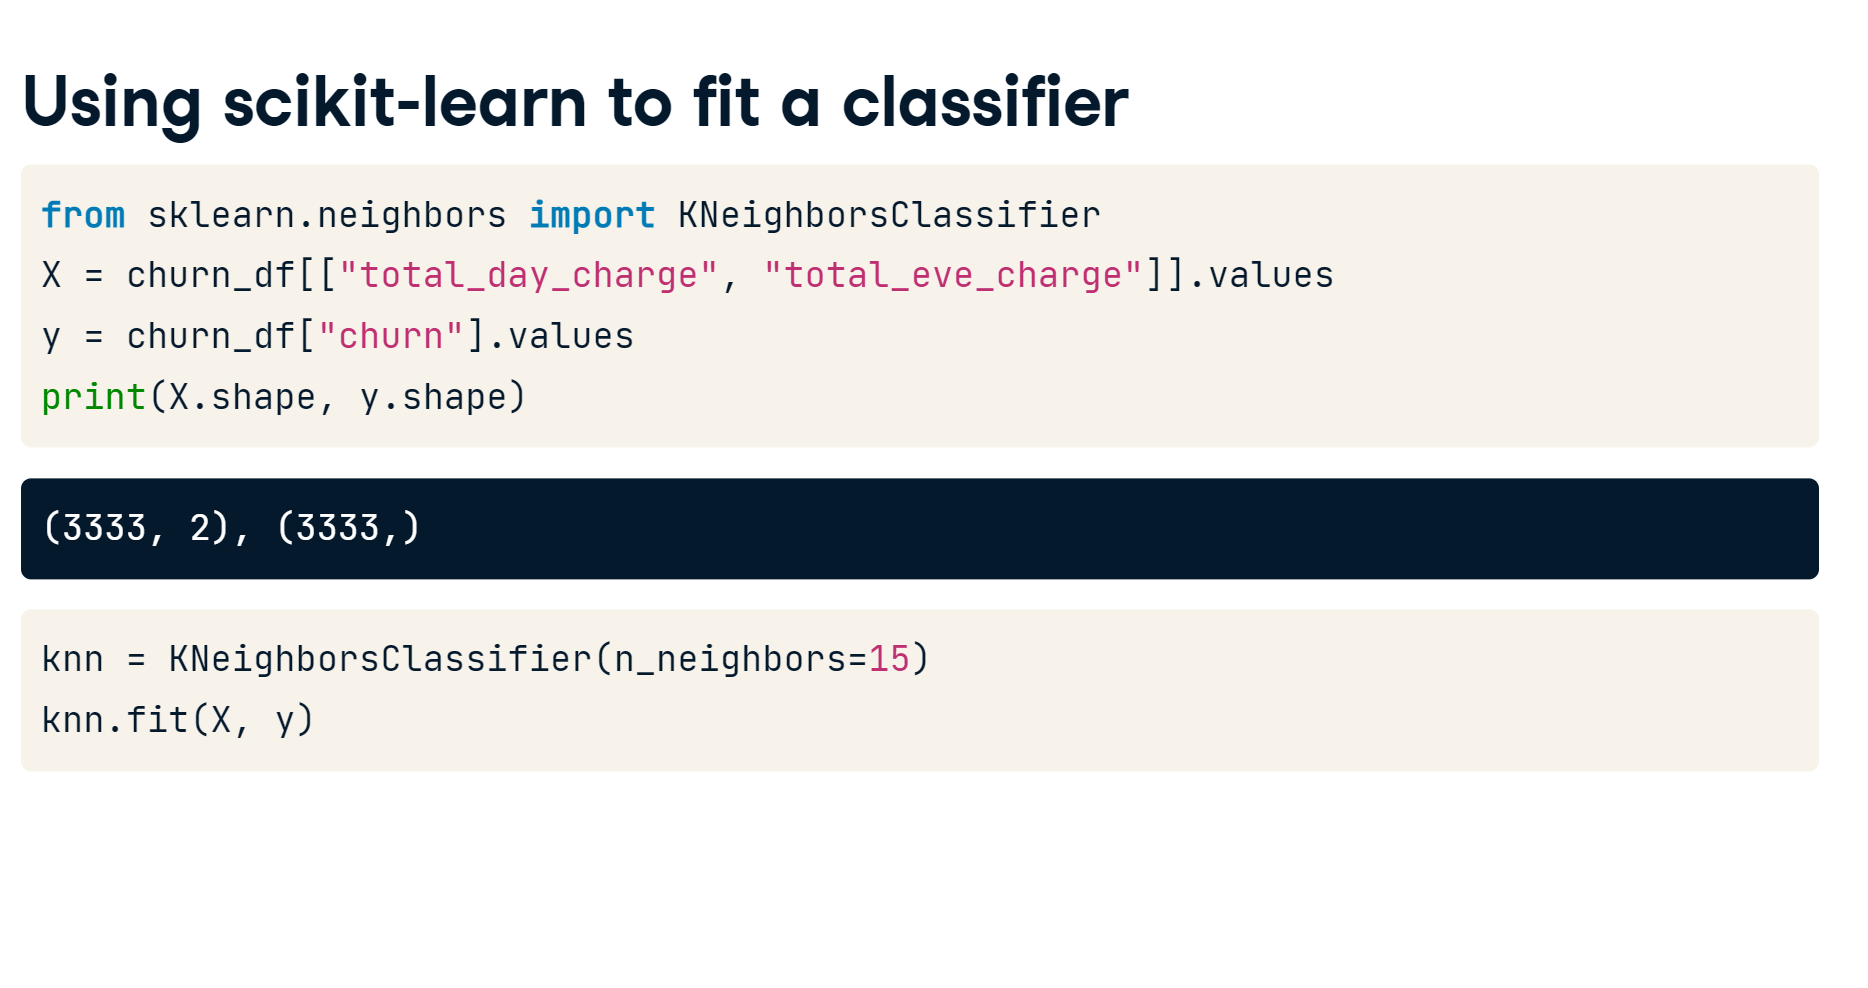 Using scikit-learn to fit a classifier
from sklearn.neighbors import KNeighborsClassifier
X = churn_df[["total_day_charge", "total_eve_charge"]].values
y = churn_df["churn"].values
print(X.shape, y.shape)
(3333, 2), (3333,)
knn = KNeighborsClassifier(n_neighbors=15)
knn.fit(X, y)